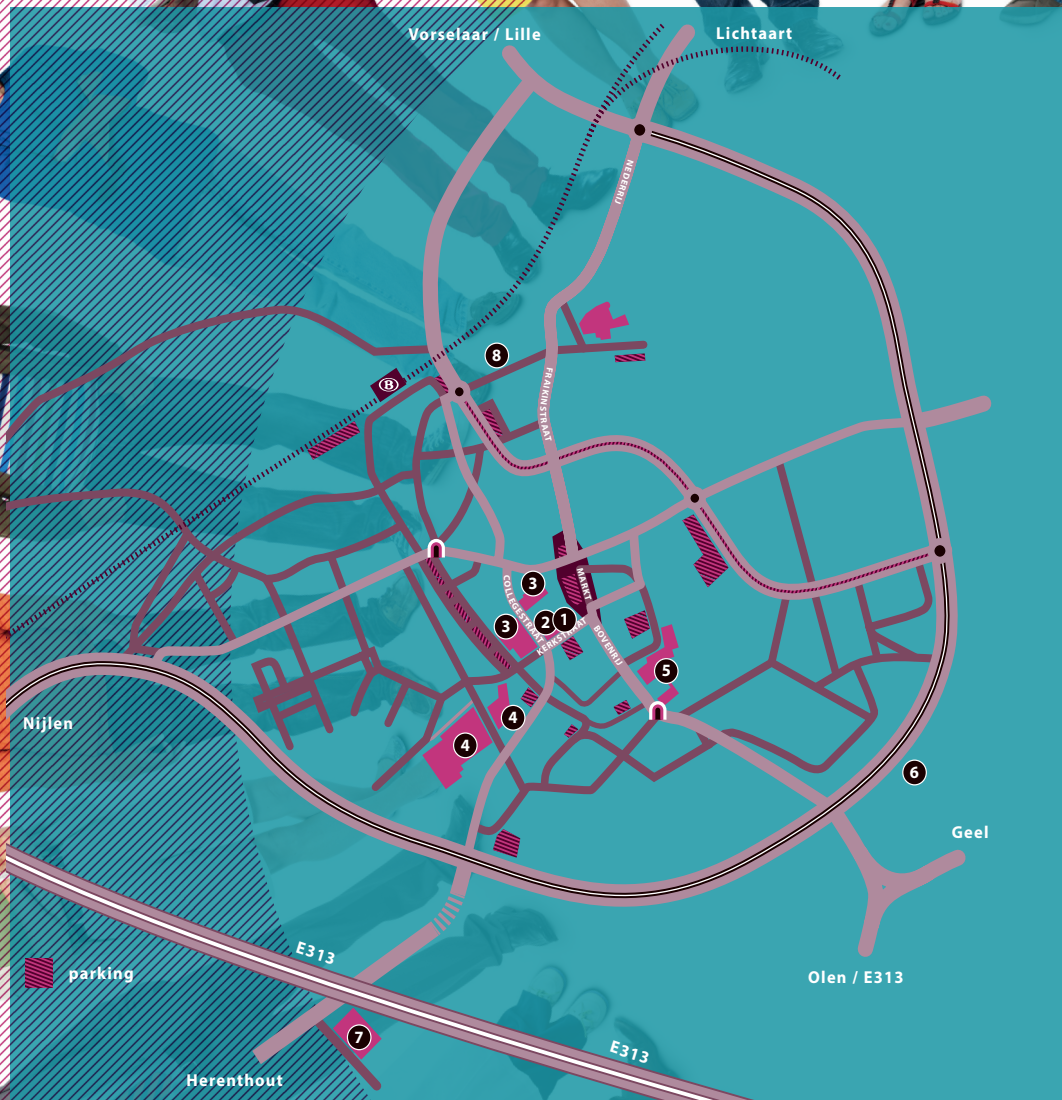 Vorselaar / Lille
Lichtaart
NEDERRIJ
8
FRAIKINSTRAAT
B
MARKT
3
COLLEGESTRAAT
3
2
1
KERKSTRAAT
BOVENRIJ
5
4
4
Nijlen
6
Geel
E313
parking
Olen / E313
7
E313
Herenthout